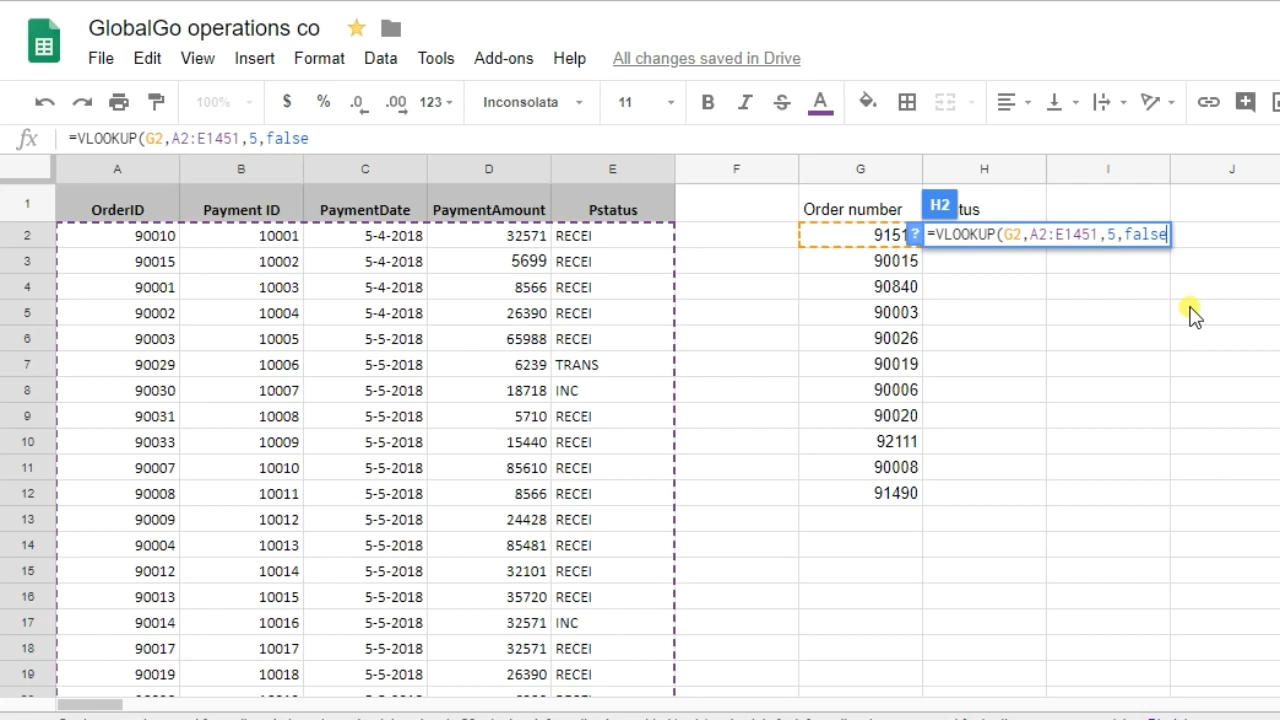 GlobalGo operations co
File Edit View Insert Format Data Tools Add-ons Help All changes saved in Drive
100% $ % .0 .00 123 Inconsolata 11 B I S A
fx =VLOOKUP(G2,A2:E1451,5,false
A B C D E F G H I J
1 OrderID Payment ID PaymentDate PaymentAmount Pstatus Order number H2 tus
2 90010 10001 5-4-2018 32571 RECEI 9151 ? =VLOOKUP(G2,A2:E1451,5,false
3 90015 10002 5-4-2018 5699 RECEI 90015
4 90001 10003 5-4-2018 8566 RECEI 90840
5 90002 10004 5-4-2018 26390 RECEI 90003
6 90003 10005 5-5-2018 65988 RECEI 90026
7 90029 10006 5-5-2018 6239 TRANS 90019
8 90030 10007 5-5-2018 18718 INC 90006
9 90031 10008 5-5-2018 5710 RECEI 90020
10 90033 10009 5-5-2018 15440 RECEI 92111
11 90007 10010 5-5-2018 85610 RECEI 90008
12 90008 10011 5-5-2018 8566 RECEI 91490
13 90009 10012 5-5-2018 24428 RECEI
14 90004 10013 5-5-2018 85481 RECEI
15 90012 10014 5-5-2018 32101 RECEI
16 90013 10015 5-5-2018 35720 RECEI
17 90014 10016 5-5-2018 32571 INC
18 90017 10017 5-5-2018 32571 RECEI
19 90019 10018 5-5-2018 26390 RECEI